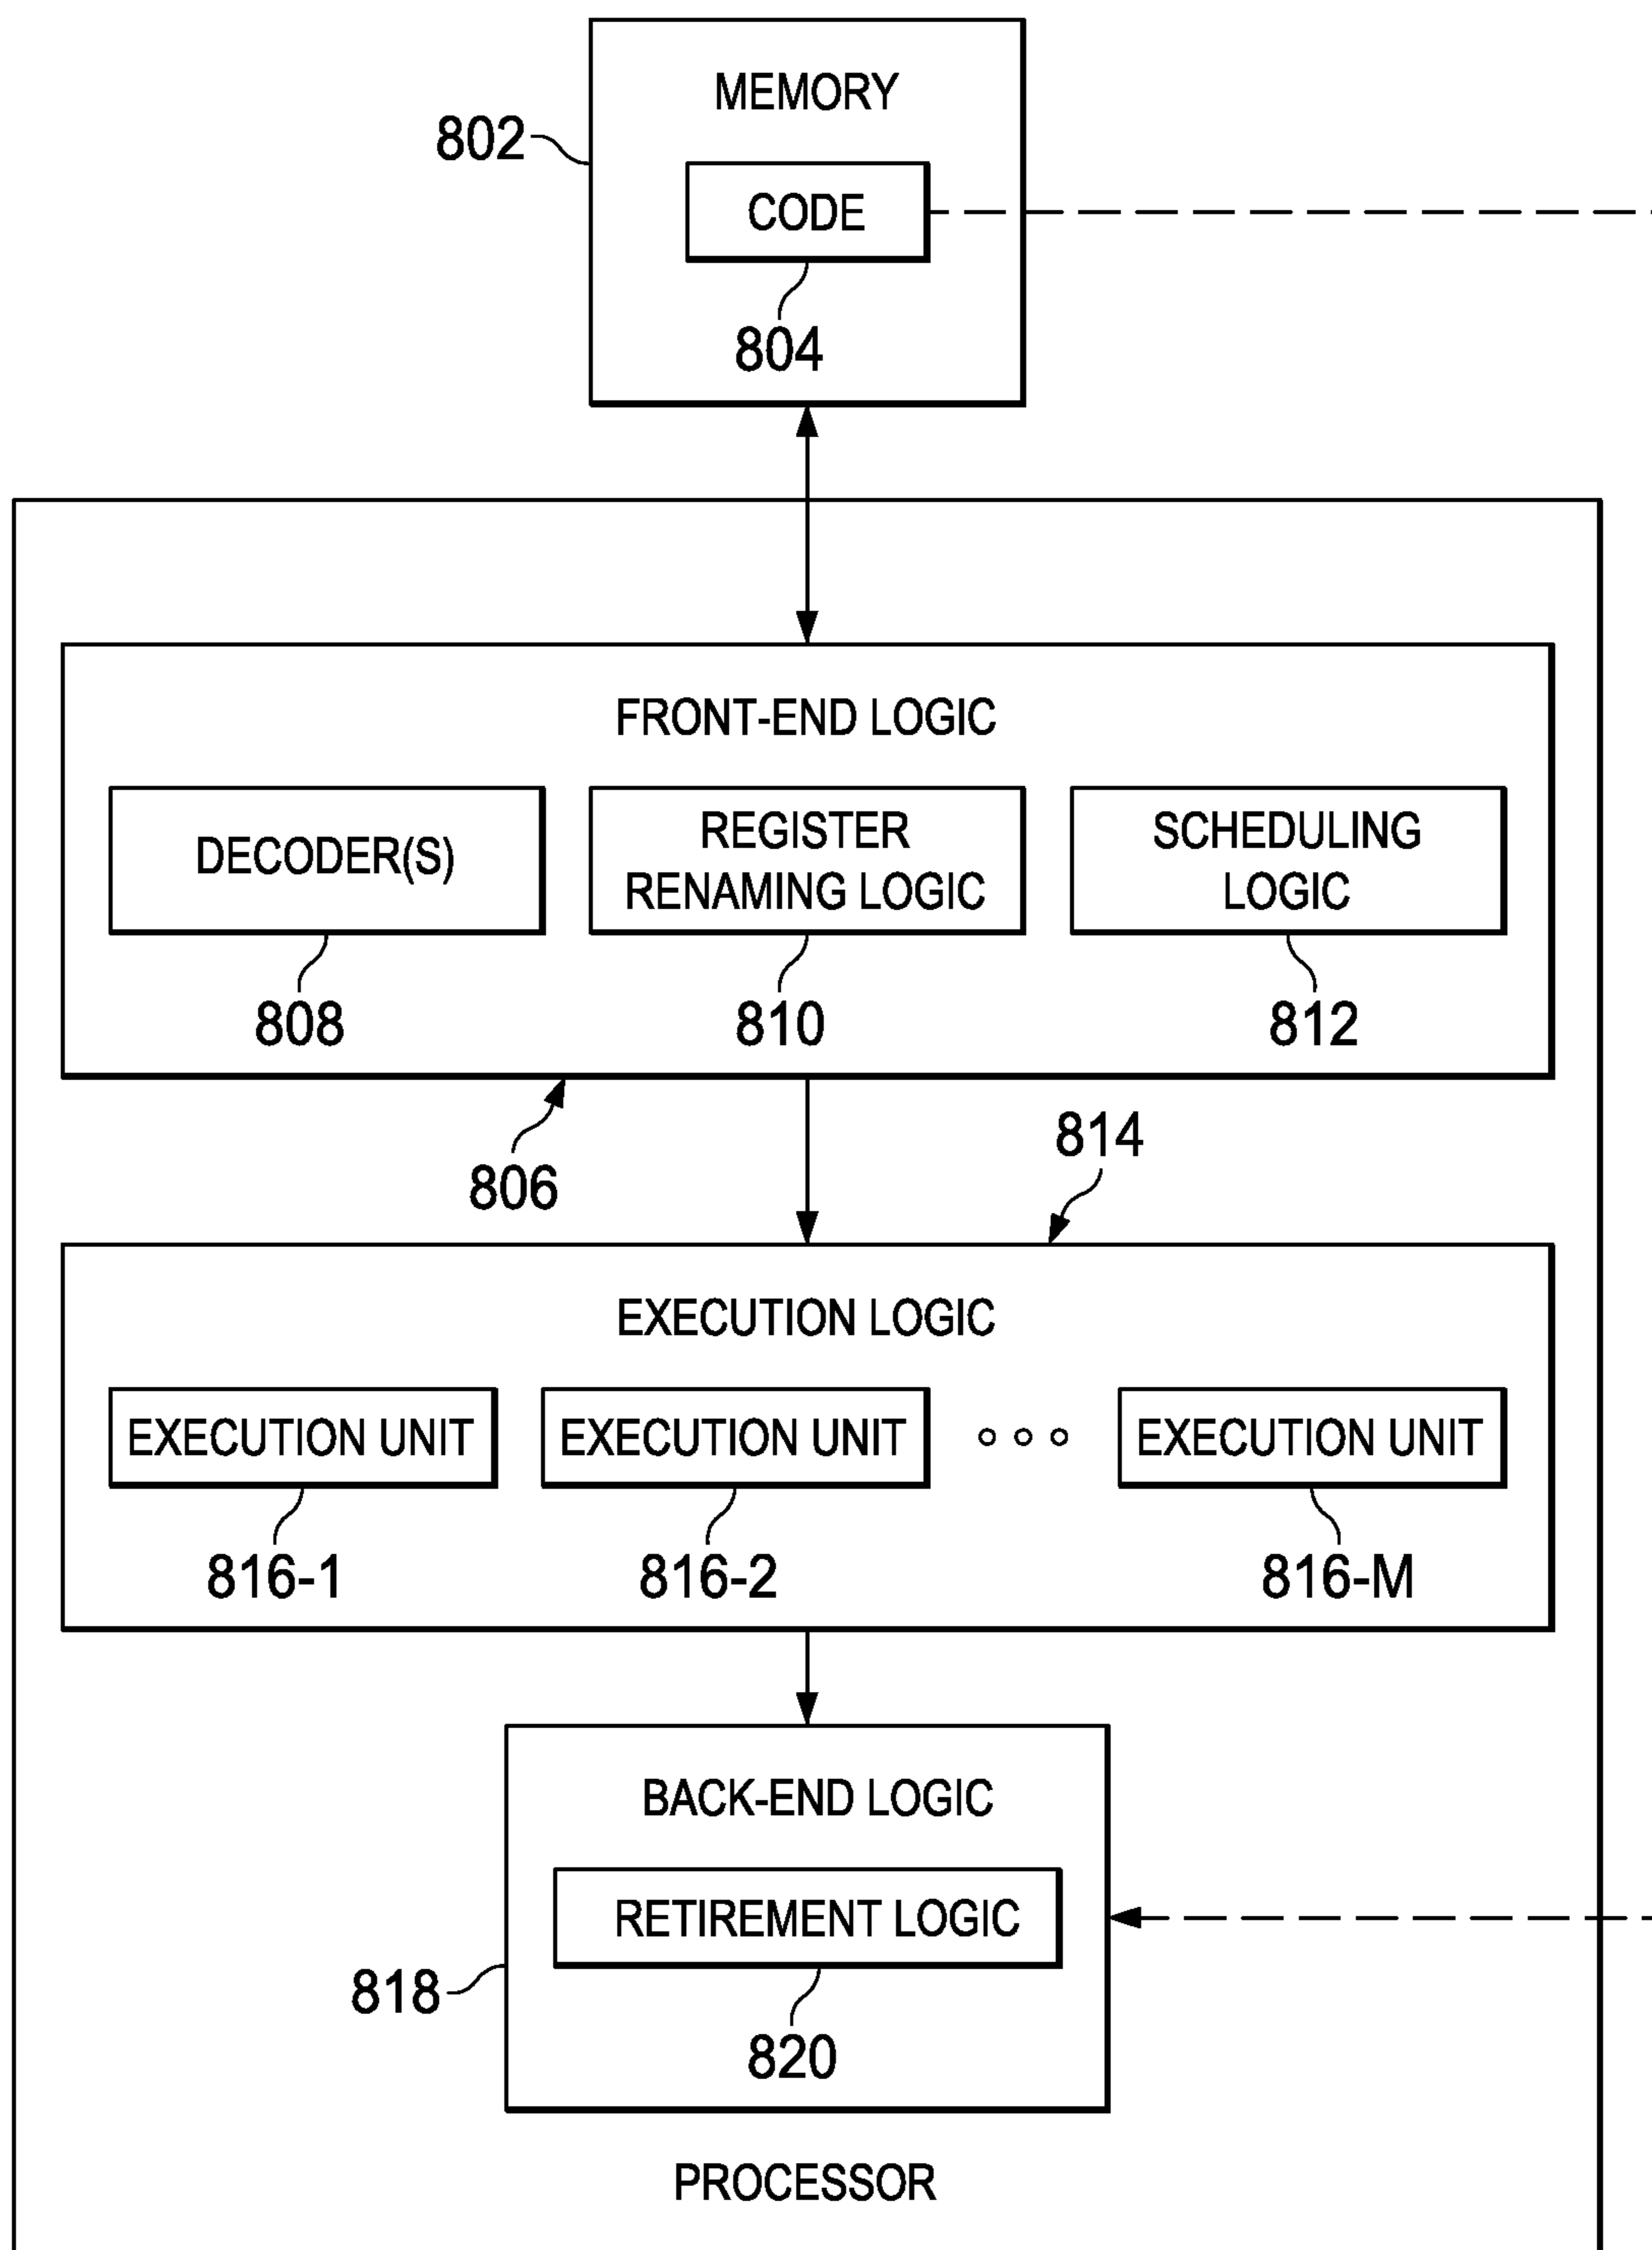 MEMORY
802
CODE
804
FRONT-END LOGIC
DECODER(S)
REGISTER
RENAMING LOGIC
SCHEDULING
LOGIC
808
810
812
806
814
EXECUTION LOGIC
EXECUTION UNIT
EXECUTION UNIT
EXECUTION UNIT
816-1
816-2
816-M
BACK-END LOGIC
RETIREMENT LOGIC
818
820
PROCESSOR